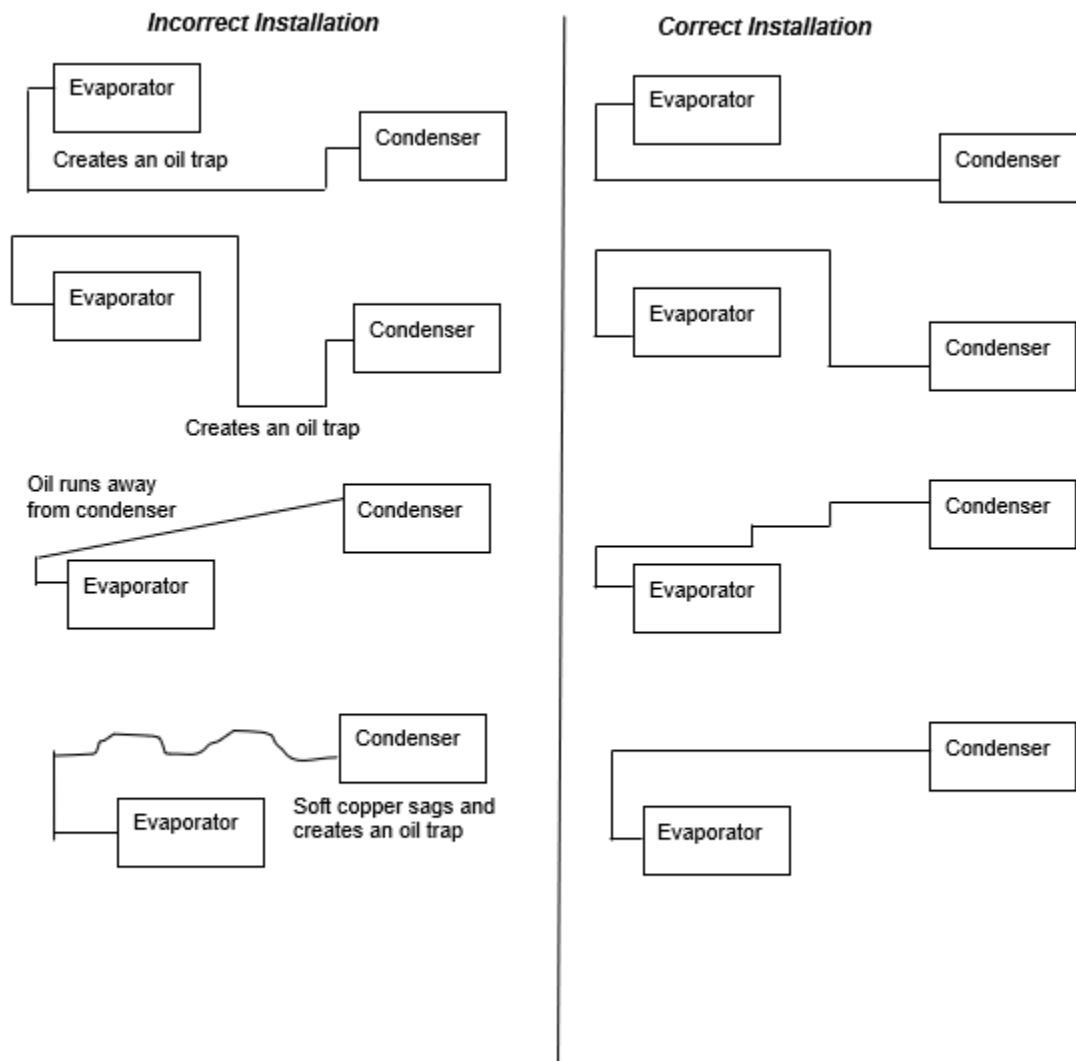 Incorrect Installation
Evaporator
Condenser
Creates an oil trap
Evaporator
Condenser
Creates an oil trap
Oil runs away
from condenser
Condenser
Evaporator
Condenser
Evaporator
Soft copper sags and
creates an oil trap
Correct Installation
Evaporator
Condenser
Evaporator
Condenser
Condenser
Evaporator
Condenser
Evaporator